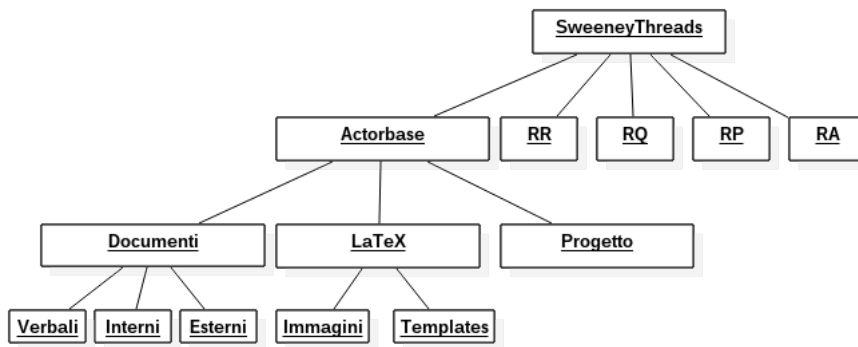 SweeneyThreads
Actorbase
RR
RQ
RP
RA
Documenti
LaTeX
Progetto
Verbali
Interni
Esterni
Immagini
Templates